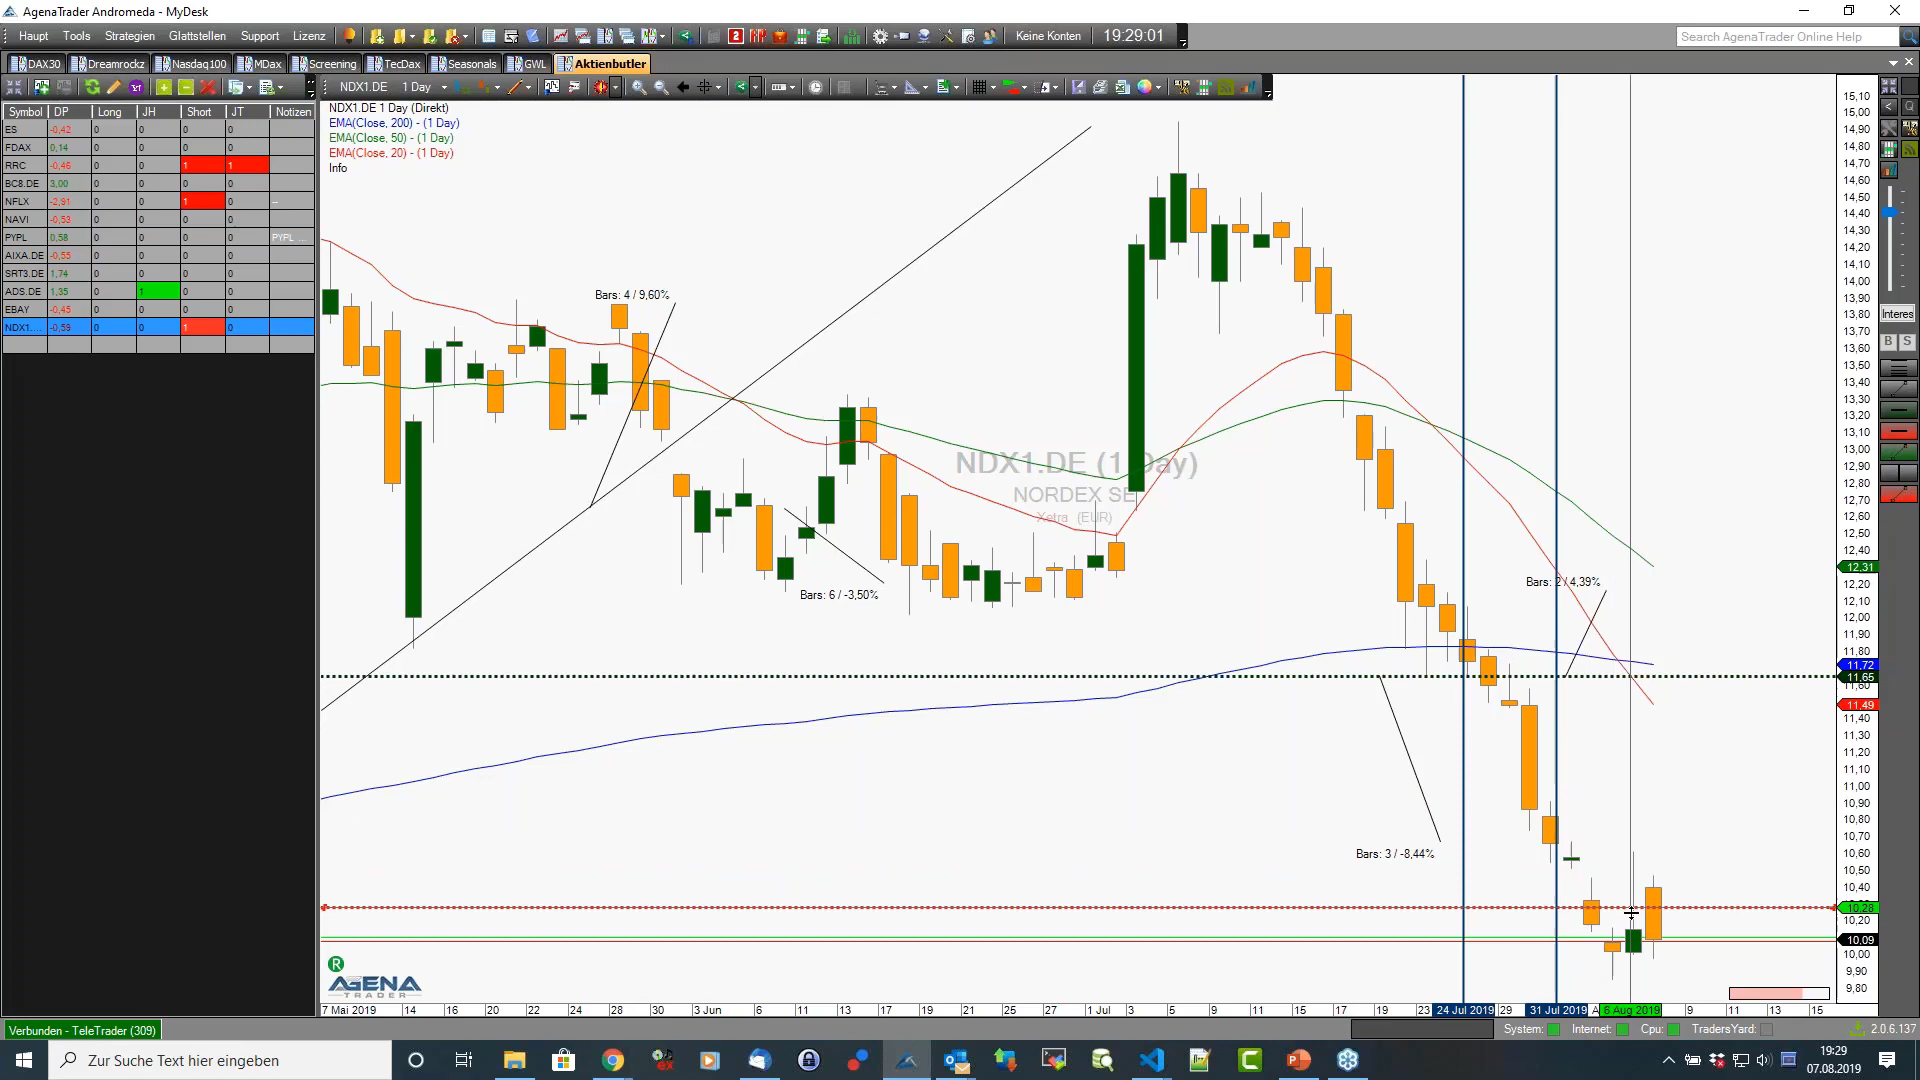 AgenaTrader Andromeda - MyDesk
Haupt Tools Strategien Glattstellen Support Lizenz 2 Keine Konten 19:29:01 Search AgenaTrader Online Help
DAX30 Dreamrockz Nasdaq100 MDax Screening TecDax Seasonals GWL Aktienbutler
NDX1.DE 1 Day
Symbol DP Long JH Short JT Notizen
ES -0,42 0 0 0 0
FDAX 0,14 0 0 0 0
RRC -0,46 0 0 1 1
BC8.DE 3,00 0 0 0 0
NFLX -2,91 0 0 1 0 --
NAVI -0,53 0 0 0 0
PYPL 0,58 0 0 0 0 PYPL ...
AIXA.DE -0,55 0 0 0 0
SRT3.DE 1,74 0 0 0 0
ADS.DE 1,35 0 1 0 0
EBAY -0,45 0 0 0 0
NDX1.... -0,59 0 0 1 0
NDX1.DE 1 Day (Direkt)
EMA(Close, 200) - (1 Day)
EMA(Close, 50) - (1 Day)
EMA(Close, 20) - (1 Day)
Info
Bars: 4 / 9,60%
Bars: 6 / -3,50%
NDX1.DE (1 Day)
NORDEX SE
Xetra (EUR)
Bars: 2 / 4,39%
Bars: 3 / -8,44%
15,10
15,00
14,90
14,80
14,70
14,60
14,50
14,40
14,30
14,20
14,10
14,00
13,90
13,80
13,70
13,60
13,50
13,40
13,30
13,20
13,10
13,00
12,90
12,80
12,70
12,60
12,50
12,40
12,31
12,20
12,10
12,00
11,90
11,80
11,72
11,65
11,60
11,49
11,40
11,30
11,20
11,10
11,00
10,90
10,80
10,70
10,60
10,50
10,40
10,28
10,20
10,09
10,00
9,90
9,80
Interes
B S
R
AGENA
TRADER
7 Mai 2019 14 16 20 22 24 28 30 3 Jun 6 11 13 17 19 21 25 27 1 Jul 3 5 9 11 15 17 19 23 24 Jul 2019 29 31 Jul 2019 A 6 Aug 2019 9 11 13 15
Verbunden - TeleTrader (309) System: Internet: Cpu: TradersYard: 2.0.6.137
Zur Suche Text hier eingeben
19:29
07.08.2019